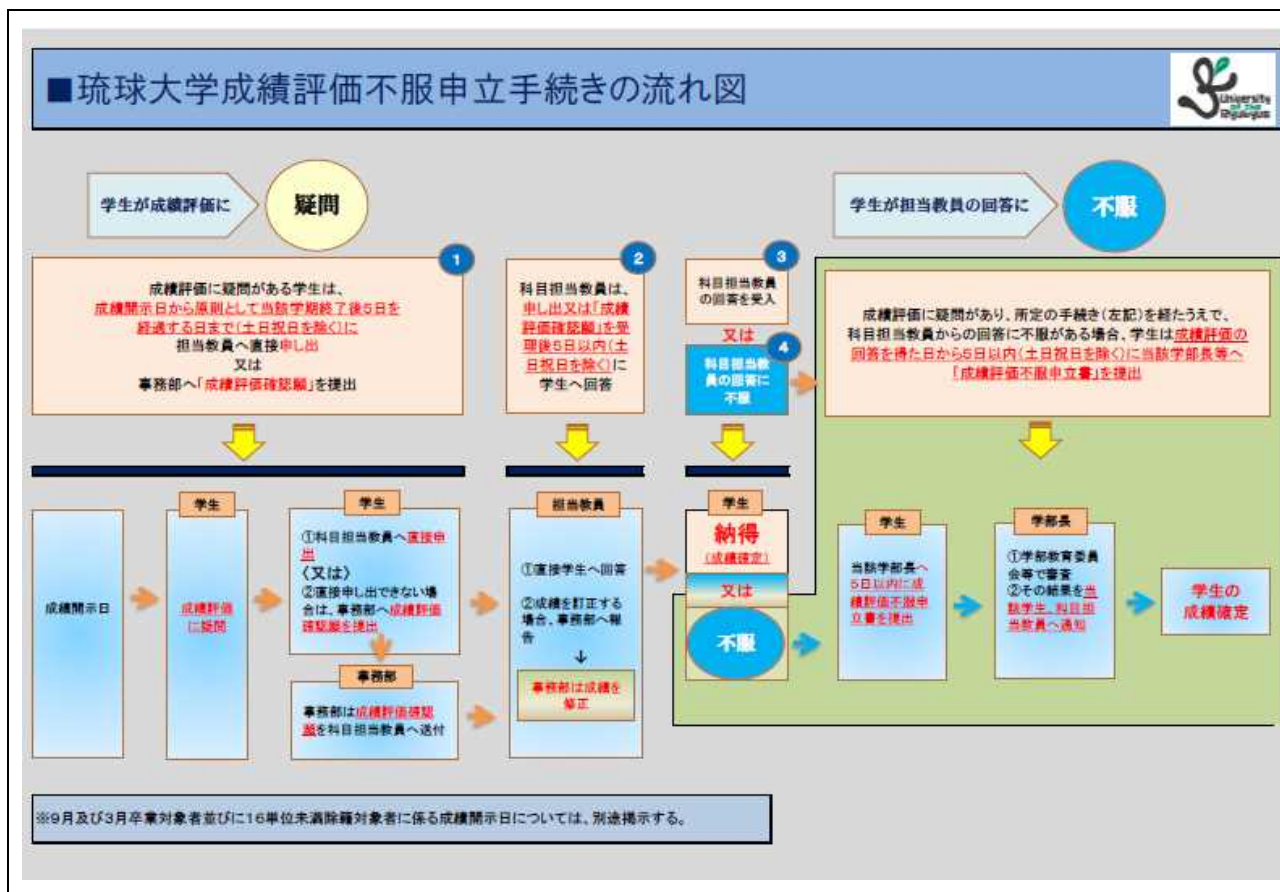 ■琉球大学成績評価不服申立手続きの流れ図
University
of the
Ryukyus
学生が成績評価に
疑問
学生が担当教員の回答に
不服
1
成績評価に疑問がある学生は、
成績開示日から原則として当該学期終了後5日を
経過する日まで(土日祝日を除く)に
担当教員へ直接申し出
又は
事務部へ「成績評価確認願」を提出
2
科目担当教員は、
申し出又は「成績
評価確認願」を受
理後5日以内(土
日祝日を除く)に
学生へ回答
3
科目担当教員
の回答を受入
又は
4
科目担当教
員の回答に
不服
成績評価に疑問があり、所定の手続き(左記)を経たうえで、
科目担当教員からの回答に不服がある場合、学生は成績評価の
回答を得た日から5日以内(土日祝日を除く)に当該学部長等へ
「成績評価不服申立書」を提出
成績開示日
学生
成績評価
に疑問
学生
①科目担当教員へ直接申
出
〈又は〉
②直接申し出できない場
合は、事務部へ成績評価
確認願を提出
事務部
事務部は成績評価確認
願を科目担当教員へ送付
担当教員
①直接学生へ回答
②成績を訂正する
場合、事務部へ報
告
↓
事務部は成績を
修正
学生
納得
(成績確定)
又は
不服
学生
当該学部長へ
5日以内に成
績評価不服申
立書を提出
学部長
①学部教育委員
会等で審査
②その結果を当
該学生、科目担
当教員へ通知
学生の
成績確定
※9月及び3月卒業対象者並びに16単位未満除籍対象者に係る成績開示日については、別途掲示する。